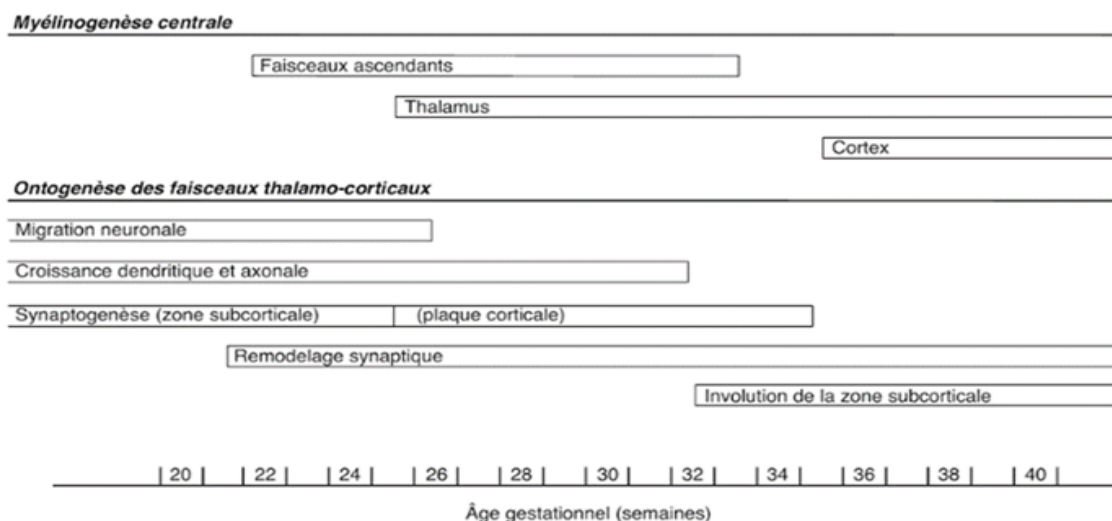 Myélinogenèse centrale
Faisceaux ascendants
Thalamus
Cortex
Ontogenèse des faisceaux thalamo-corticaux
Migration neuronale
Croissance dendritique et axonale
Synaptogenèse (zone subcorticale) (plaque corticale)
Remodelage synaptique
Involution de la zone subcorticale
20 22 24 26 28 30 32 34 36 38 40
Âge gestationnel (semaines)